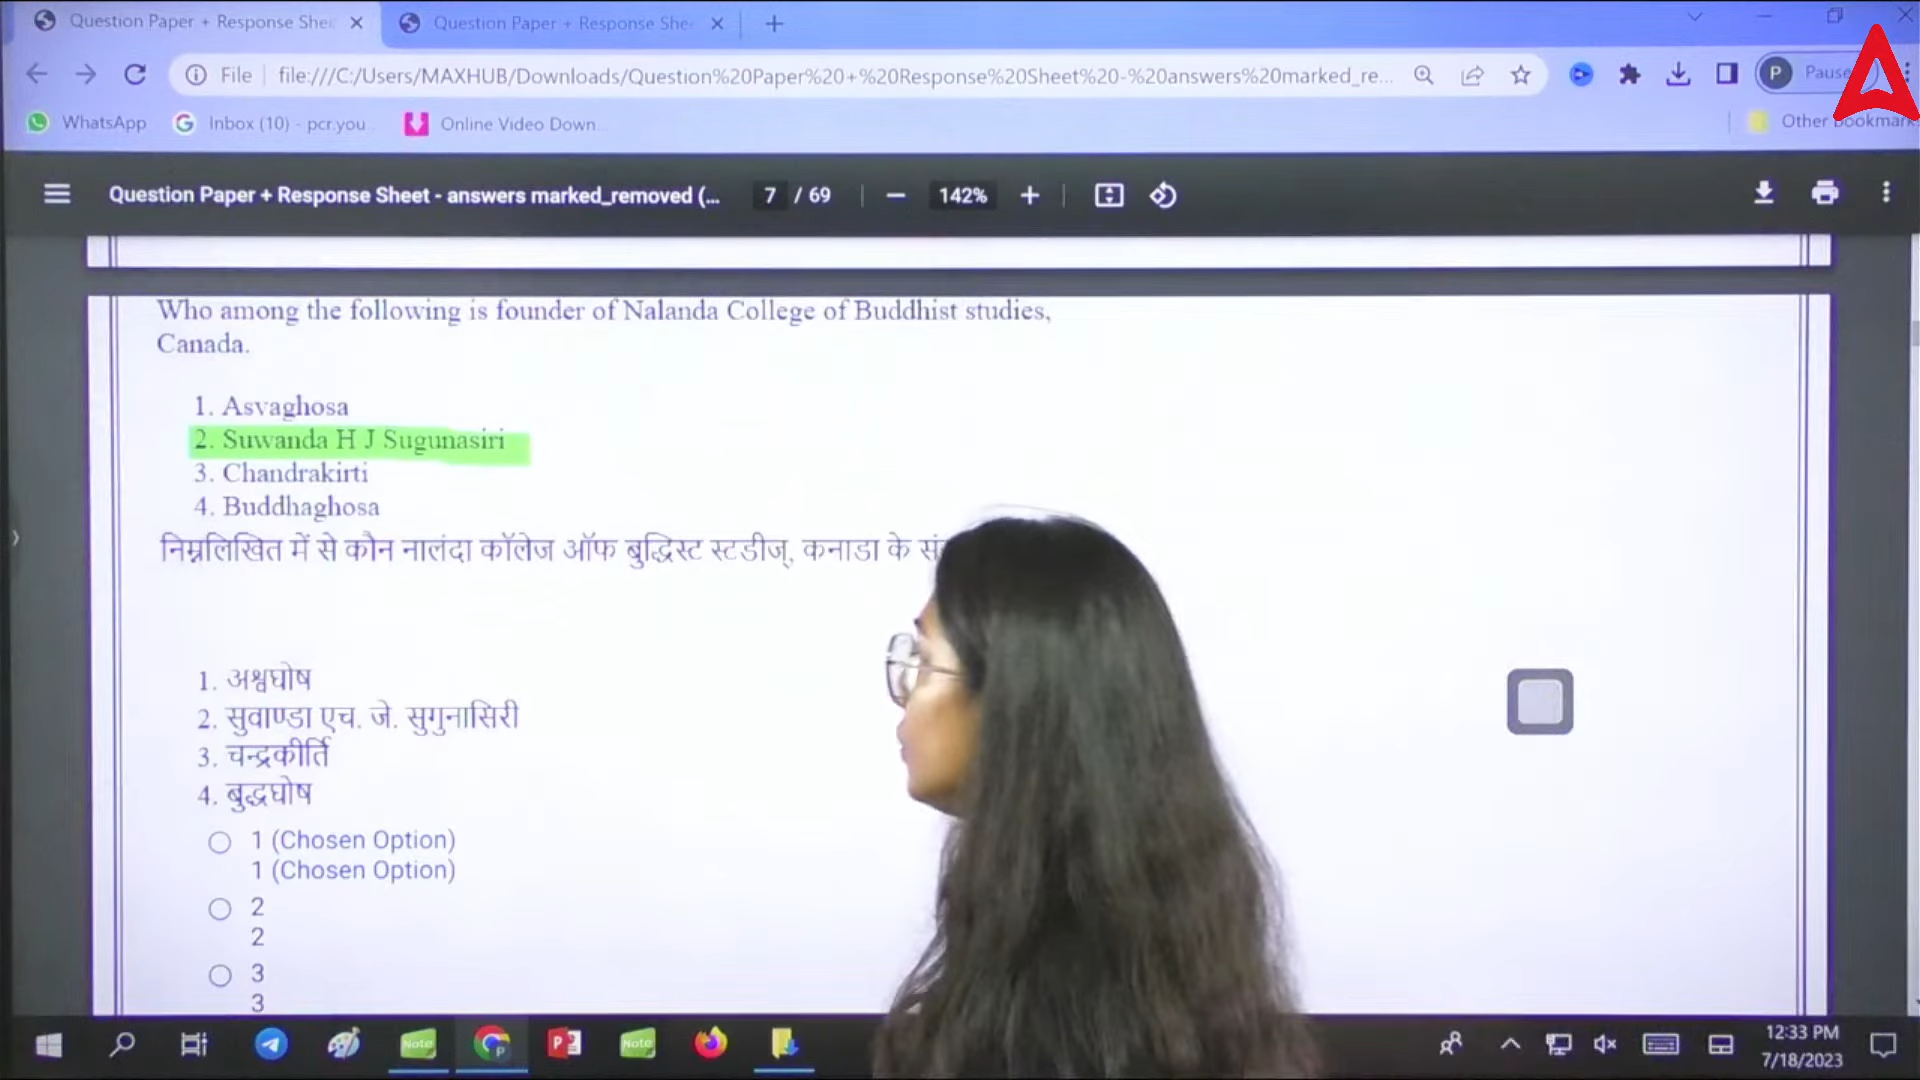 Question Paper + Response She
Question Paper + Response She
File
file:///C:/Users/MAXHUB/Downloads/Question%20Paper%20+%20Response%20Sheet%20-%20answers%20marked_re...
P
WhatsApp
Inbox (10) - pcr.you
Online Video Down
Other
Question Paper + Response Sheet - answers marked_removed (...
7 / 69
142%
Who among the following is founder of Nalanda College of Buddhist studies,
Canada.
1. Asvaghosa
2. Suwanda H J Sugunasiri
3. Chandrakirti
4. Buddhaghosa
निम्नलिखित में से कौन नालंदा कॉलेज ऑफ बुद्धिस्ट स्टडीज्, कनाडा के
1. अश्वघोष
2. सुवाण्डा एच. जे. सुगुनासिरी
3. चन्द्रकीर्ति
4. बुद्धघोष
1 (Chosen Option)
1 (Chosen Option)
2
2
3
3
Note
Note
12:33 PM
7/18/2023